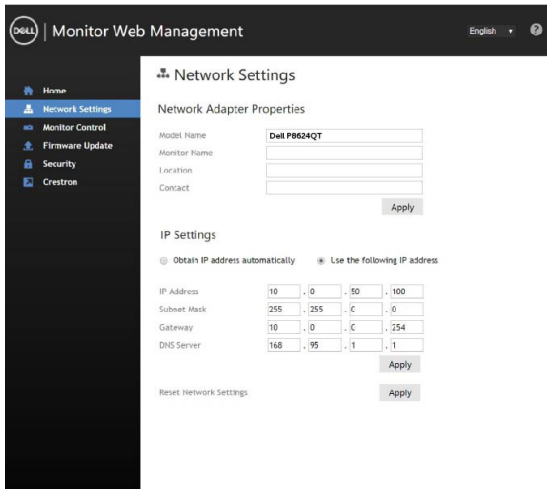 DELL | Monitor Web Management
English
?
Home
Network Settings
Monitor Control
Firmware Update
Security
Crestron
Network Settings
Network Adapter Properties
Model Name Dell P8624QT
Monitor Name
Location
Contact
Apply
IP Settings
Obtain IP address automatically Use the following IP address
IP Address 10 . 0 . 50 . 100
Subnet Mask 255 . 255 . 0 . 0
Gateway 10 . 0 . 0 . 254
DNS Server 168 . 95 . 1 . 1
Apply
Reset Network Settings Apply